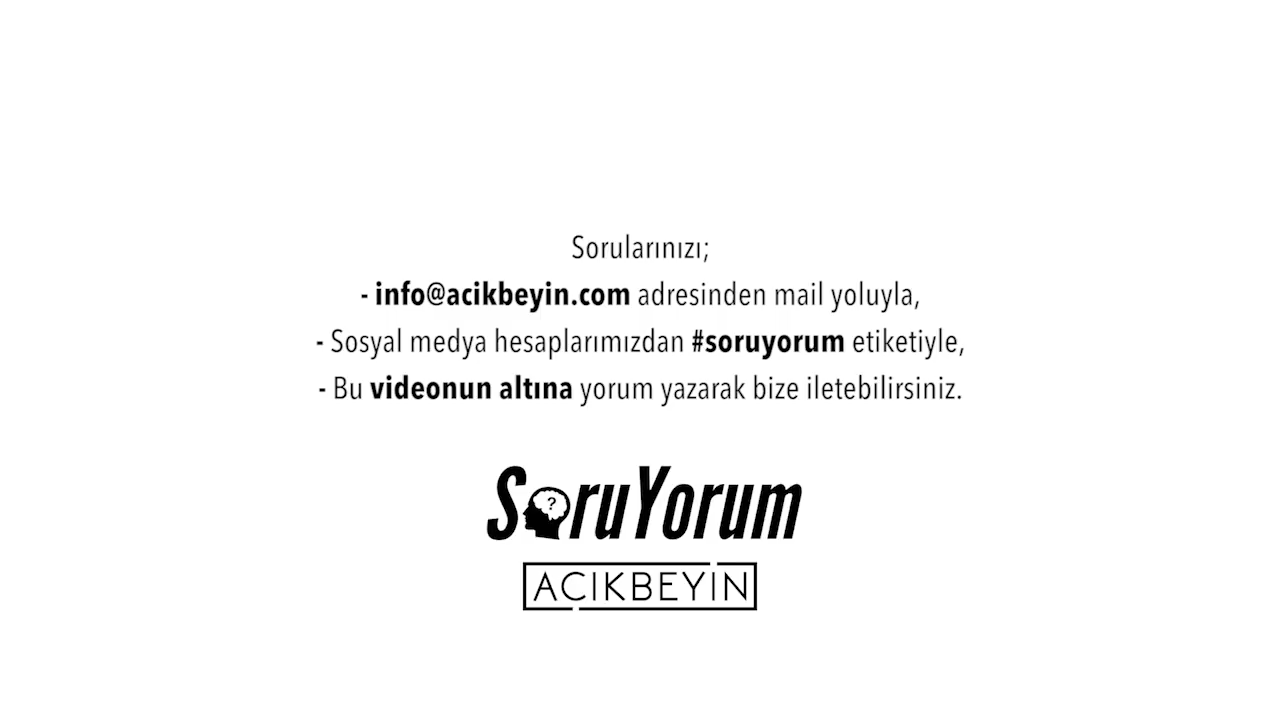 Sorularınızı;
- info@acikbeyin.com adresinden mail yoluyla,
- Sosyal medya hesaplarımızdan #soruyorum etiketiyle,
- Bu videonun altına yorum yazarak bize iletebilirsiniz.
SoruYorum
AÇIKBEYİN